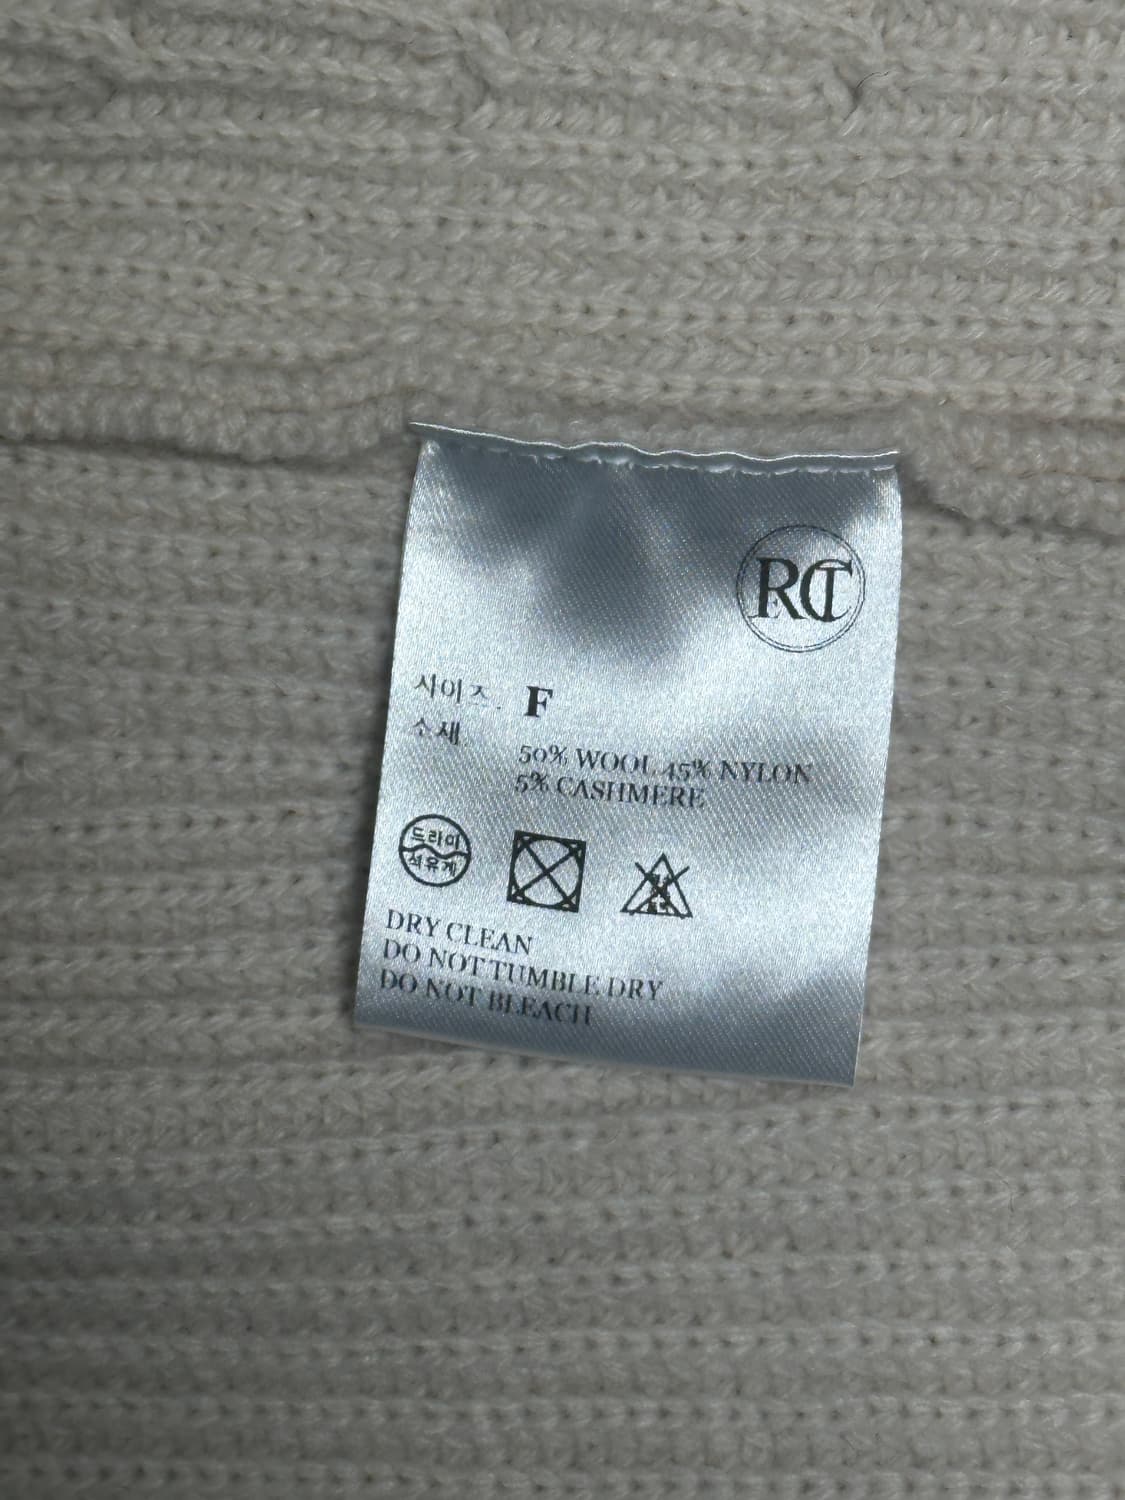 RCT
사이즈. F
소재.
50% WOOL 45% NYLON
5% CASHMERE
드라이
석유계
DRY CLEAN
DO NOT TUMBLE DRY
DO NOT BLEACH